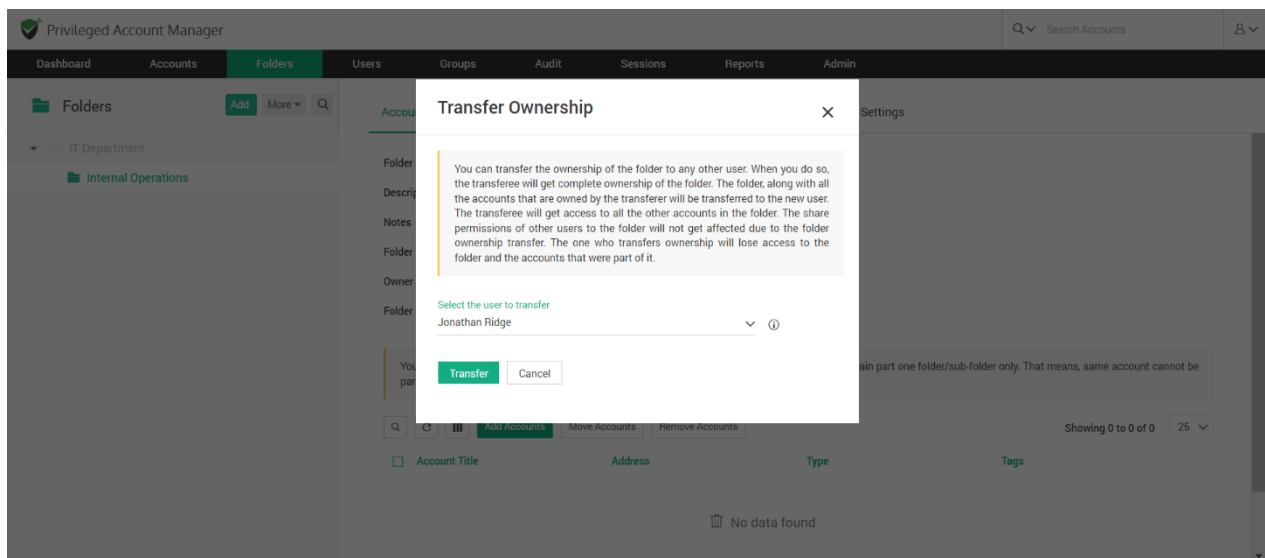 Privileged Account Manager
Search Accounts
Dashboard Accounts Folders Users Groups Audit Sessions Reports Admin
Folders Add More
IT Department
Internal Operations
Settings
Transfer Ownership
You can transfer the ownership of the folder to any other user. When you do so,
the transferee will get complete ownership of the folder. The folder, along with all
the accounts that are owned by the transferer will be transferred to the new user.
The transferee will get access to all the other accounts in the folder. The share
permissions of other users to the folder will not get affected due to the folder
ownership transfer. The one who transfers ownership will lose access to the
folder and the accounts that were part of it.
Select the user to transfer
Jonathan Ridge
Transfer Cancel
Folder
Notes
Folder
Owner
Folder
part one folder/sub-folder only. That means, same account cannot be
Add Accounts Move Accounts Remove Accounts Showing 0 to 0 of 0 25
Account Title Address Type Tags
No data found